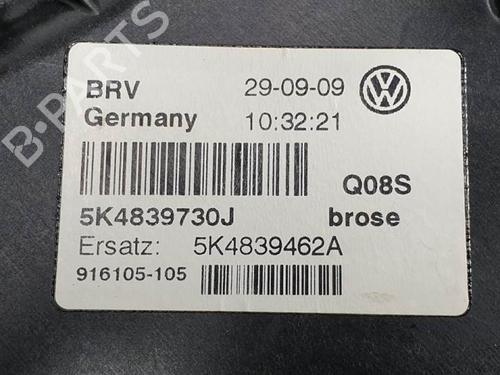 BRV 29-09-09
Germany 10:32:21
Q08S
5K4839730J brose
Ersatz: 5K4839462A
916105-105
B-PARTS